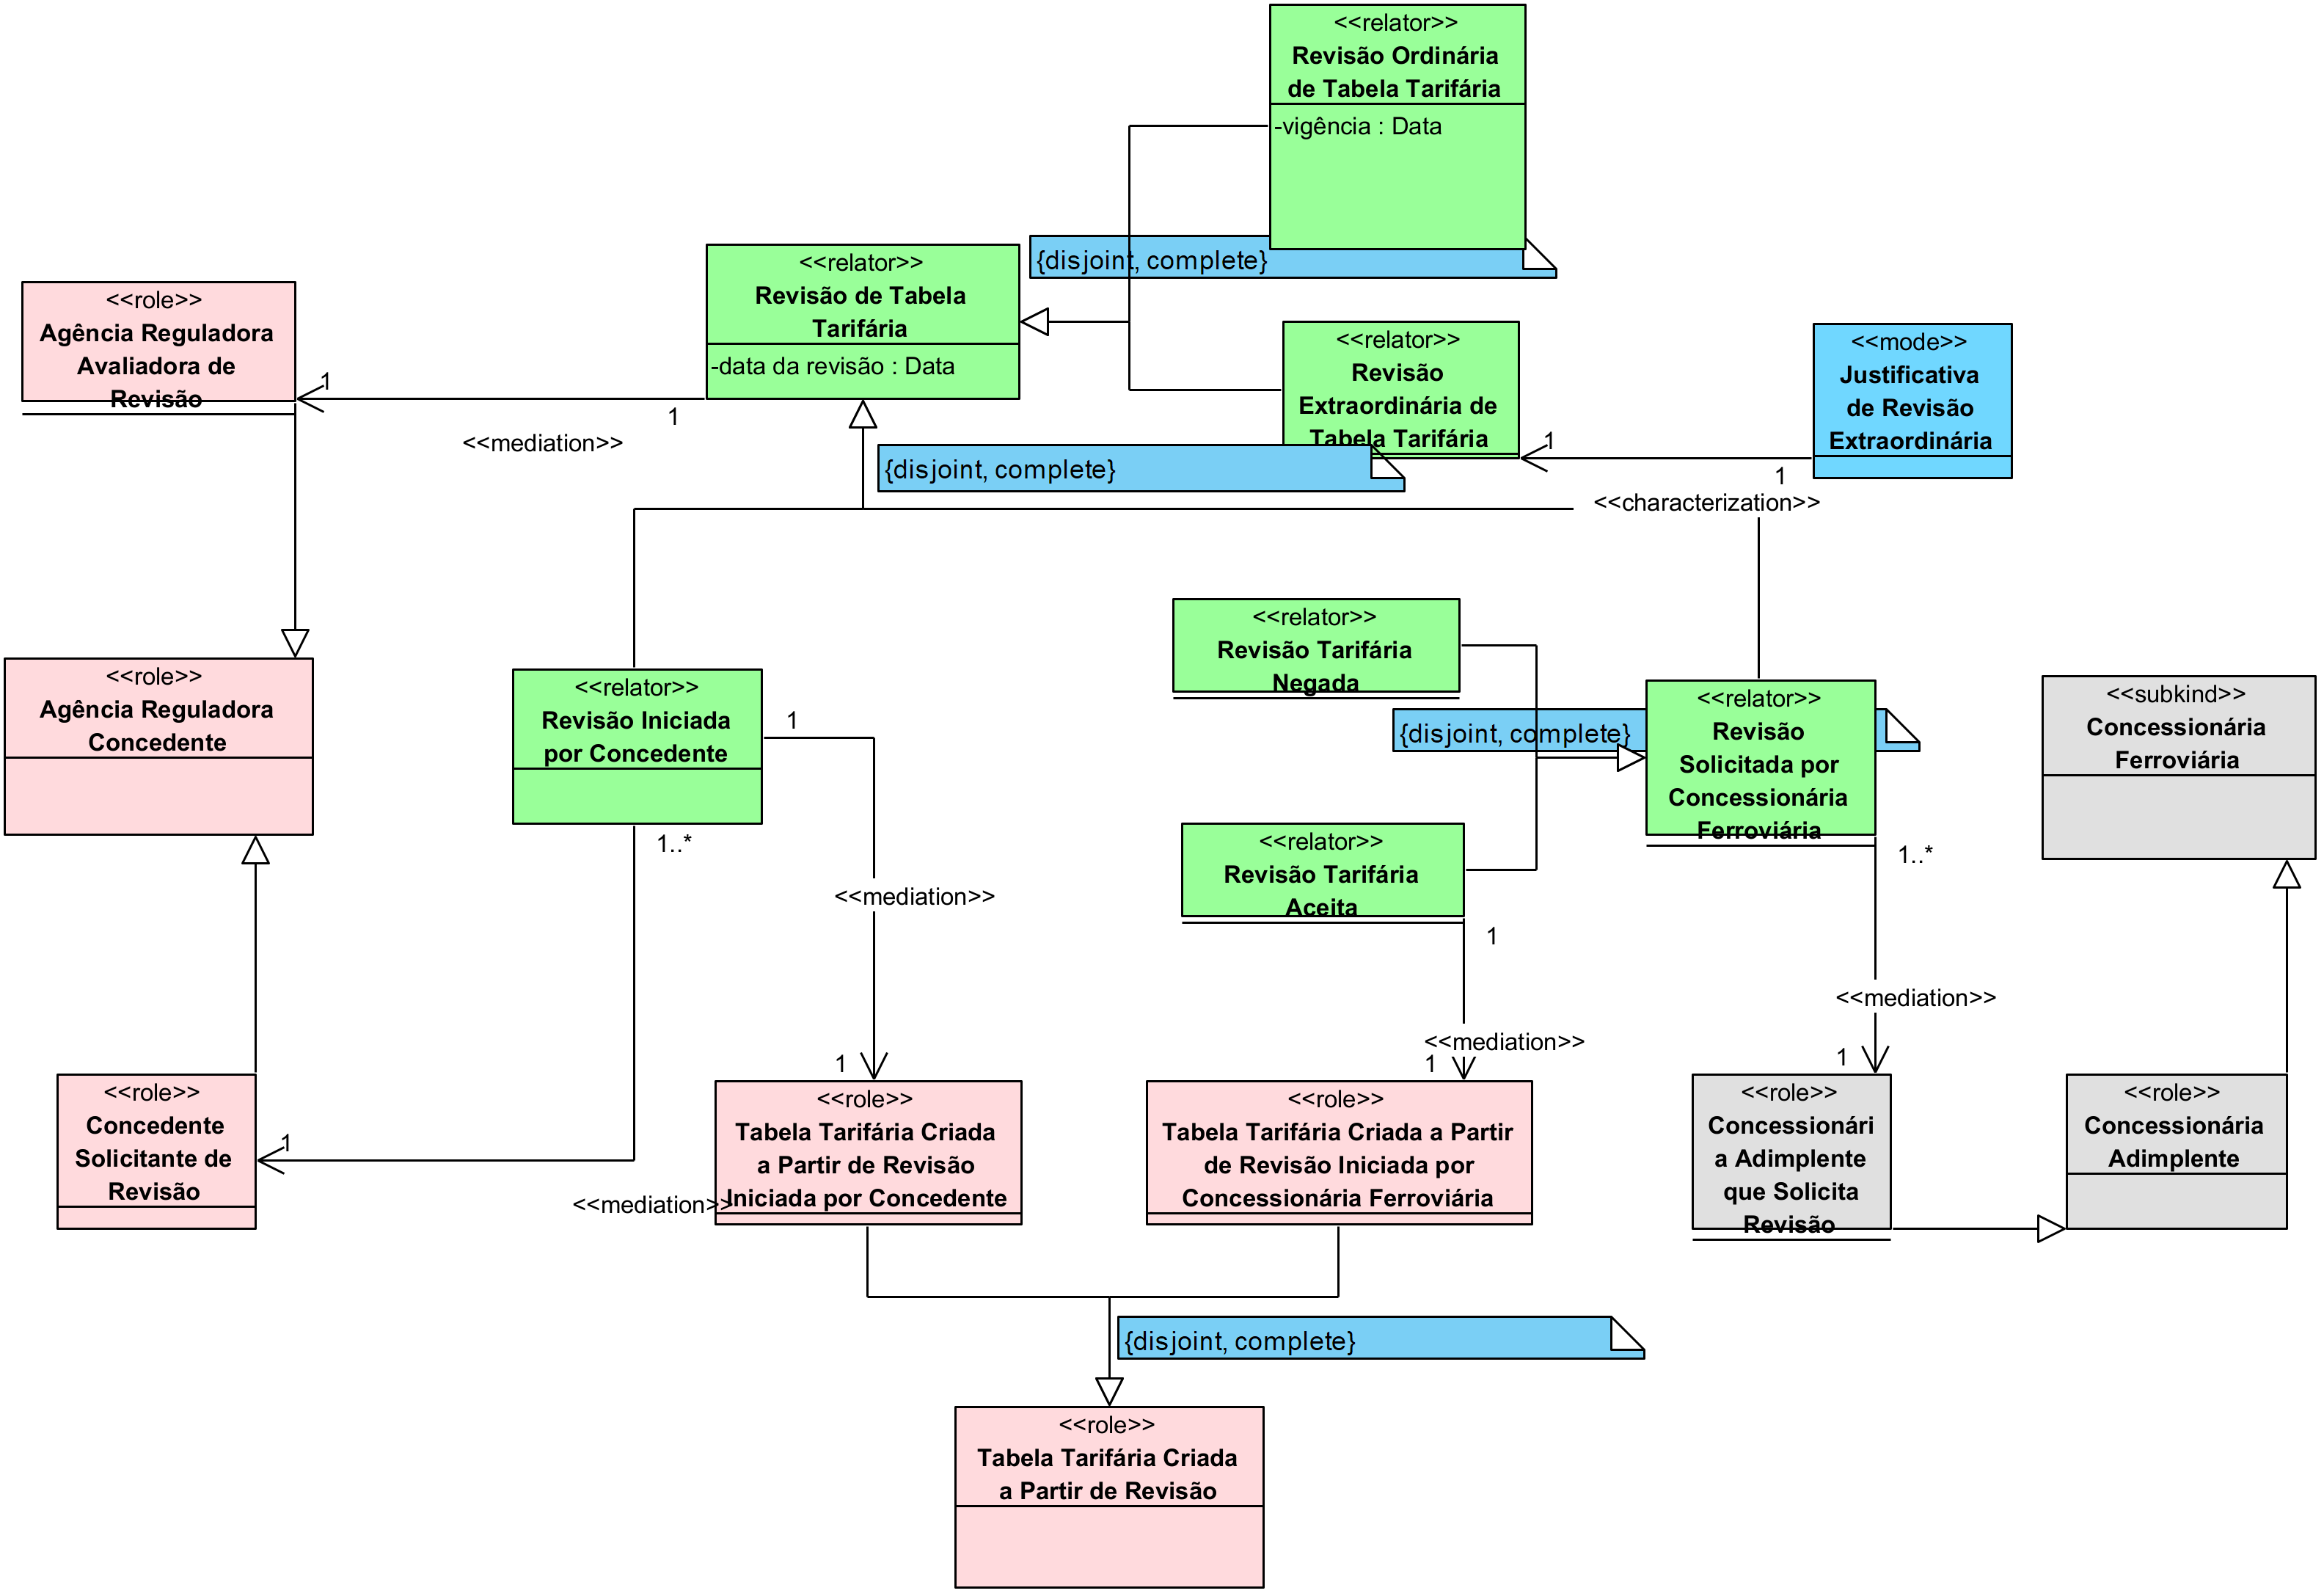 <<relator>>
Revisão Ordinária
de Tabela Tarifária
-vigência : Data
{disjoint, complete}
<<relator>>
Revisão de Tabela
Tarifária
-data da revisão : Data
<<role>>
Agência Reguladora
Avaliadora de
Revisão
1
1
<<mediation>>
<<relator>>
Revisão
Extraordinária de
Tabela Tarifária
<<mode>>
Justificativa
de Revisão
Extraordinária
1
1
<<characterization>>
{disjoint, complete}
<<relator>>
Revisão Tarifária
Negada
<<role>>
Agência Reguladora
Concedente
<<relator>>
Revisão Iniciada
por Concedente
1
1..*
<<mediation>>
{disjoint, complete}
<<relator>>
Revisão
Solicitada por
Concessionária
Ferroviária
1..*
<<subkind>>
Concessionária
Ferroviária
<<relator>>
Revisão Tarifária
Aceita
1
<<mediation>>
1
<<mediation>>
1
1
<<role>>
Concedente
Solicitante de
Revisão
1
<<mediation>>
<<role>>
Tabela Tarifária Criada
a Partir de Revisão
Iniciada por Concedente
<<role>>
Tabela Tarifária Criada a Partir
de Revisão Iniciada por
Concessionária Ferroviária
<<role>>
Concessionári
a Adimplente
que Solicita
Revisão
<<role>>
Concessionária
Adimplente
{disjoint, complete}
<<role>>
Tabela Tarifária Criada
a Partir de Revisão